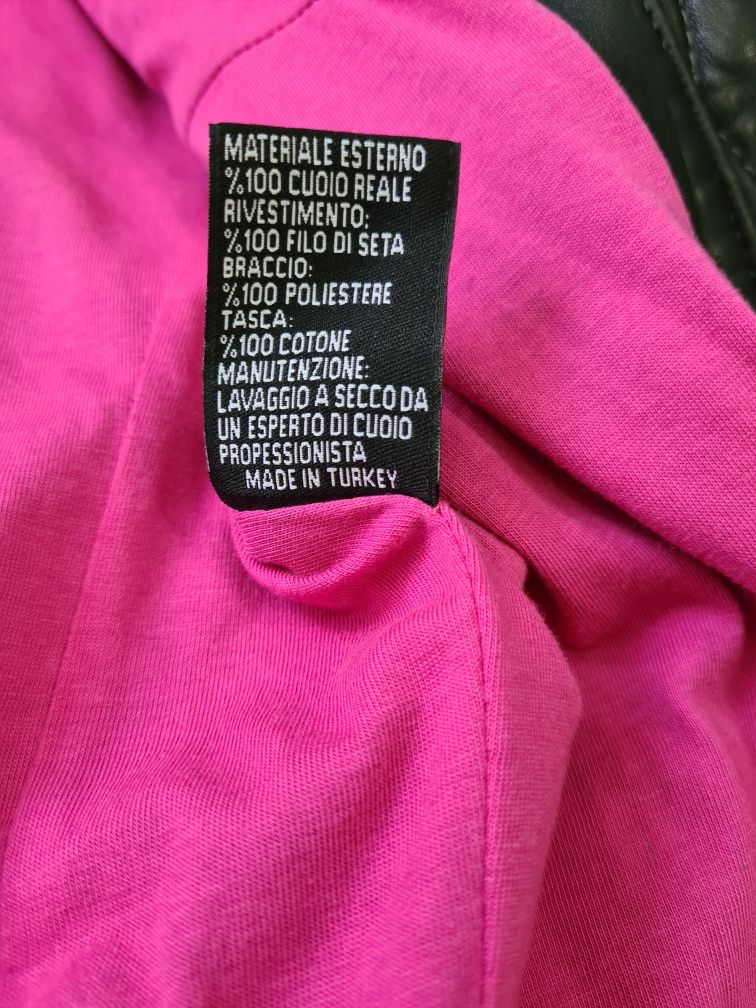 MATERIALE ESTERNO
%100 CUOIO REALE
RIVESTIMENTO:
%100 FILO DI SETA
BRACCIO:
%100 POLIESTERE
TASCA:
%100 COTONE
MANUTENZIONE:
LAVAGGIO A SECCO DA
UN ESPERTO DI CUOIO
PROPESSIONISTA
MADE IN TURKEY